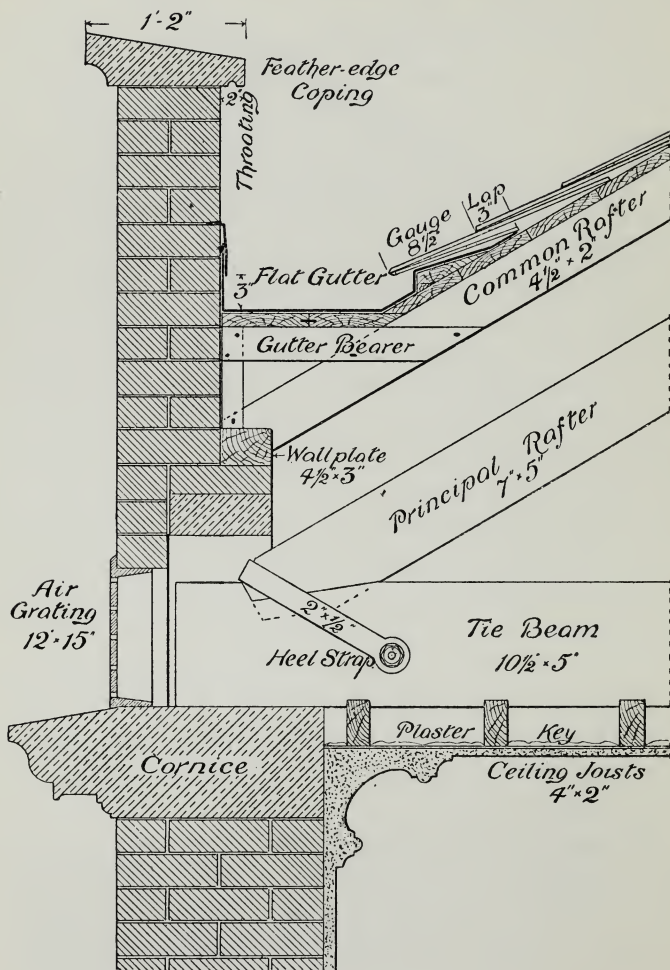 1'-2"
Feather-edge
Coping
2"
Throating
Lap
3"
Gauge
8½
Flat Gutter
3"
Common Rafter
4½" × 2"
Gutter Bearer
Wallplate
4½" × 3"
Principal Rafter
7" × 5"
Air
Grating
12" × 15"
2" × ½"
Heel Strap
Tie Beam
10½" × 5"
Plaster Key
Cornice
Ceiling Joists
4" × 2"